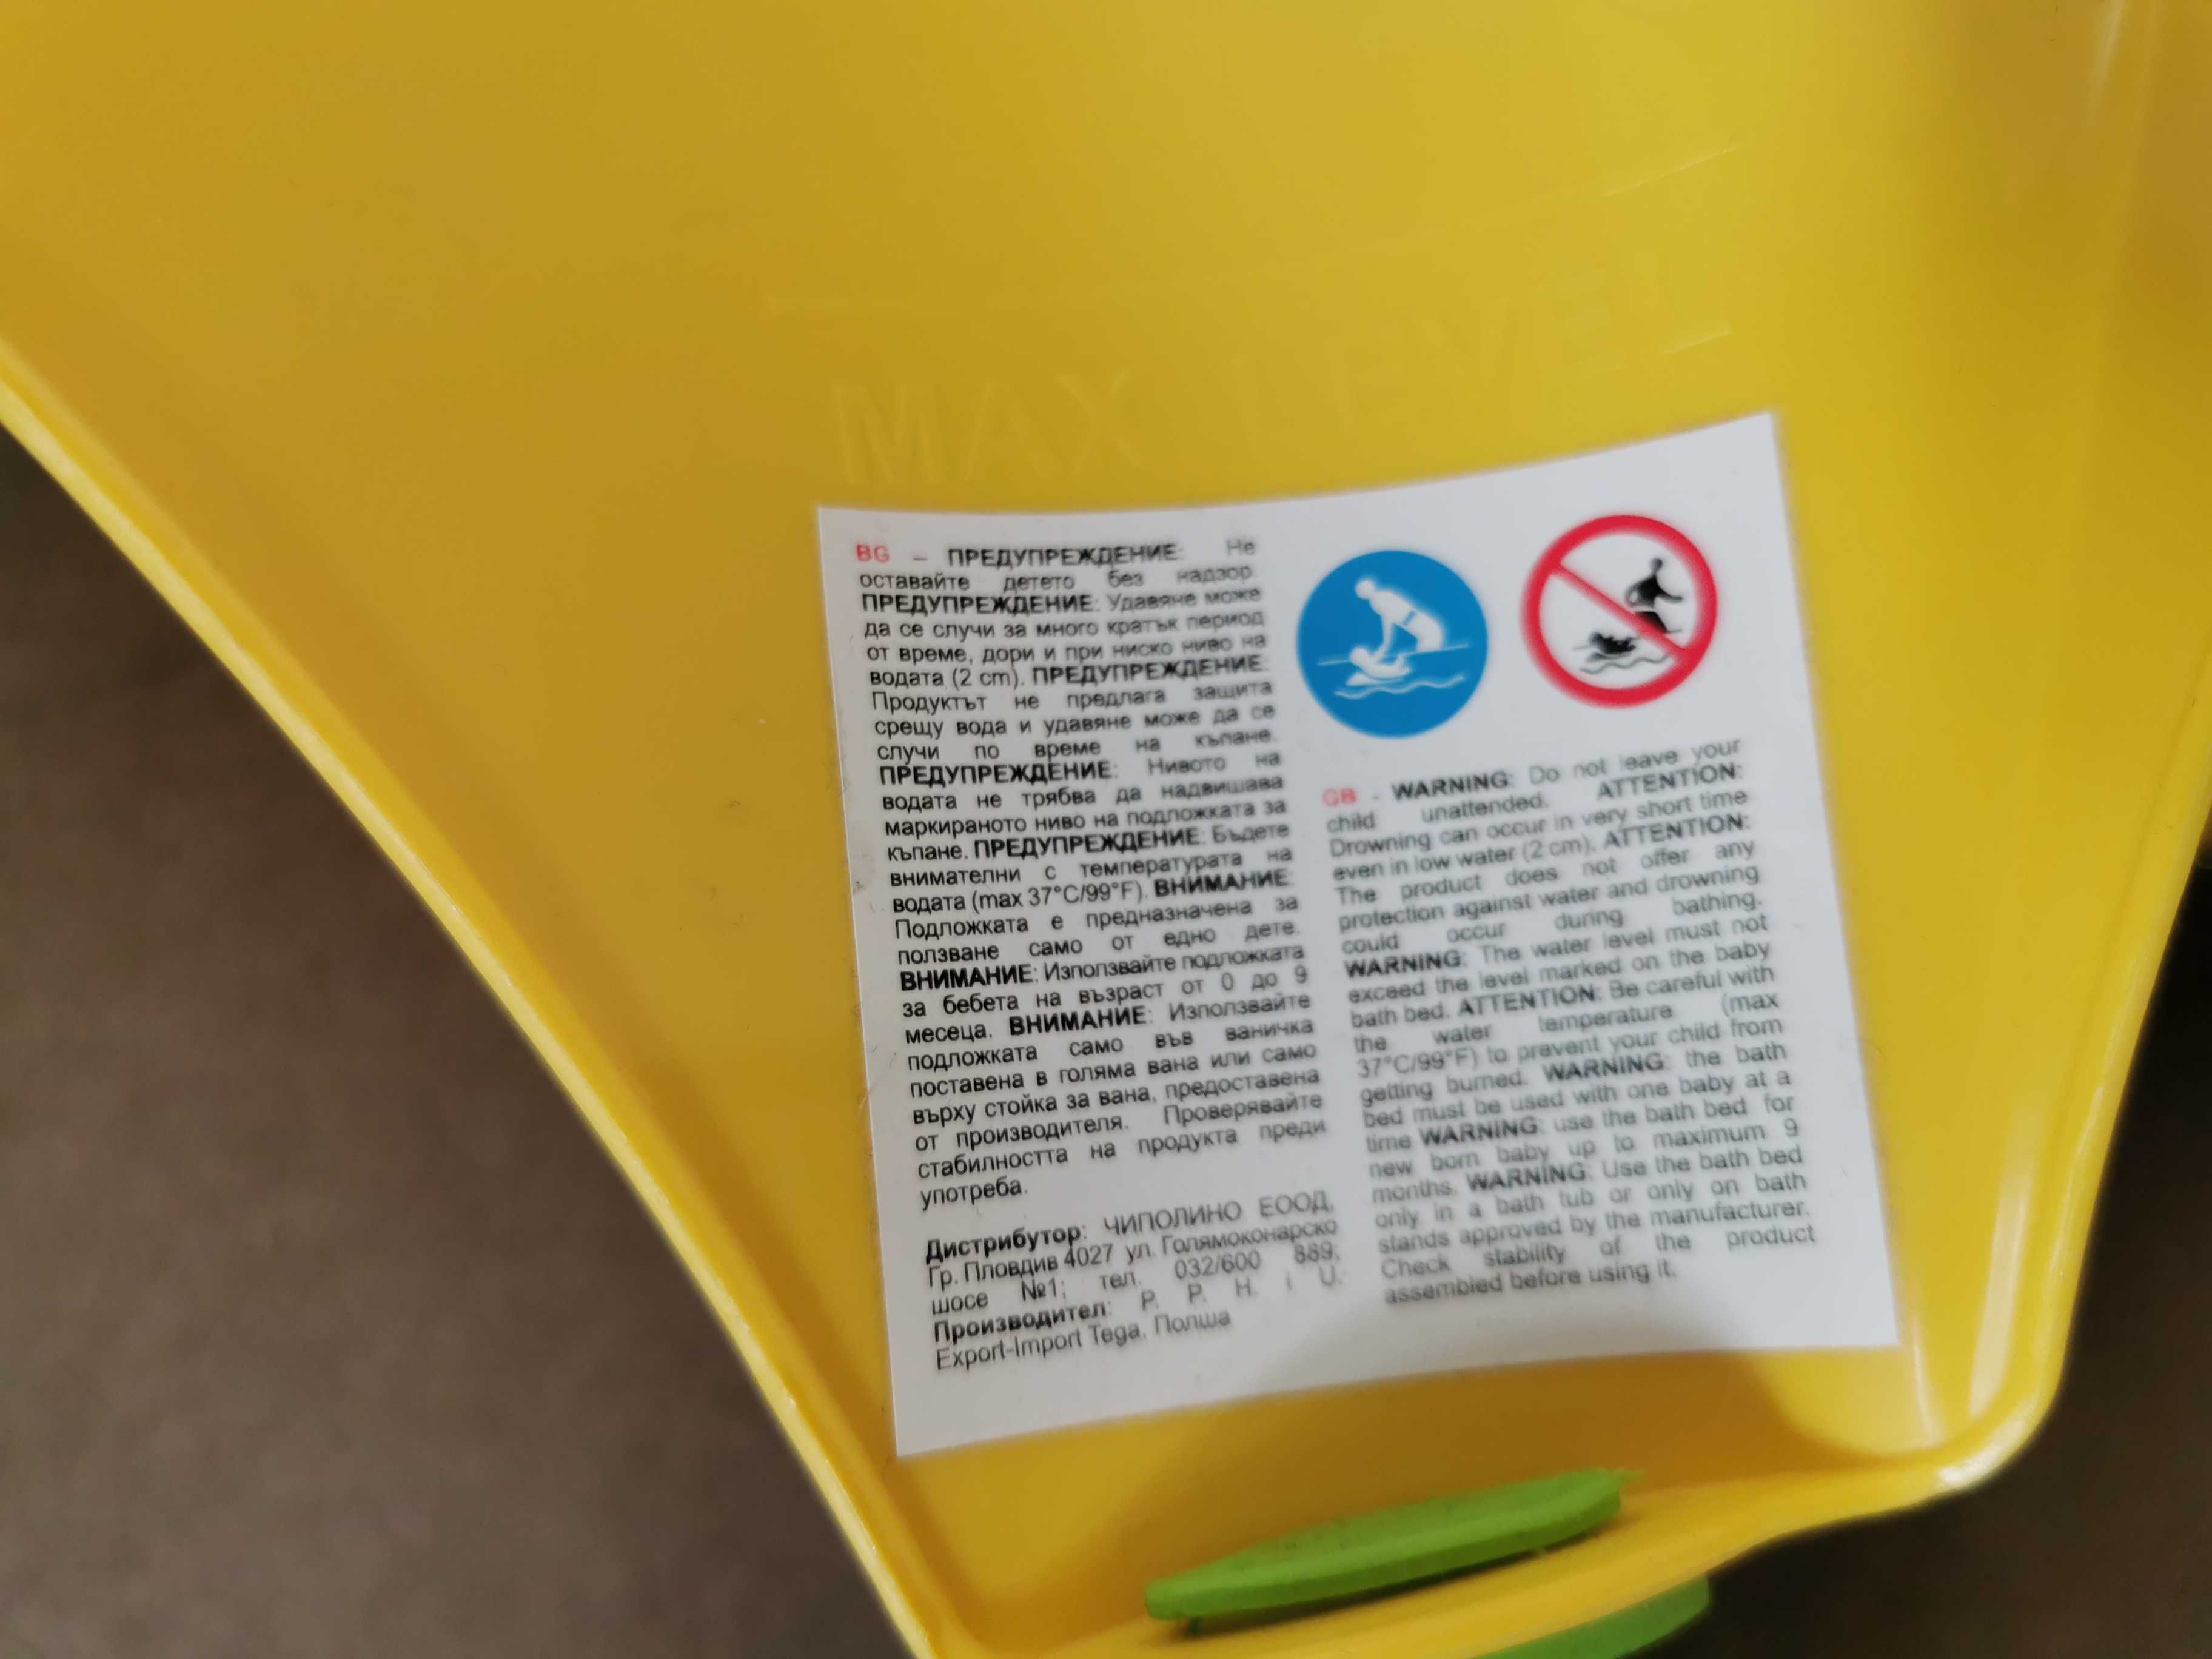 MAX LEVEL
BG – ПРЕДУПРЕЖДЕНИЕ: Не
оставайте детето без надзор.
ПРЕДУПРЕЖДЕНИЕ: Удавяне може
да се случи за много кратък период
от време, дори и при ниско ниво на
водата (2 cm). ПРЕДУПРЕЖДЕНИЕ:
Продуктът не предлага защита
срещу вода и удавяне може да се
случи по време на къпане.
ПРЕДУПРЕЖДЕНИЕ: Нивото на
водата не трябва да надвишава
маркираното ниво на подложката за
къпане. ПРЕДУПРЕЖДЕНИЕ: Бъдете
внимателни с температурата на
водата (max 37°C/99°F). ВНИМАНИЕ:
Подложката е предназначена за
ползване само от едно дете.
ВНИМАНИЕ: Използвайте подложката
за бебета на възраст от 0 до 9
месеца. ВНИМАНИЕ: Използвайте
подложката само във ваничка
поставена в голяма вана или само
върху стойка за вана, предоставена
от производителя. Проверявайте
стабилността на продукта преди
употреба.
Дистрибутор: ЧИПОЛИНО ЕООД,
Гр. Пловдив 4027 ул. Голямоконарско
шосе №1; тел. 032/600 889;
Производител: P. P. H. i U.
Export-Import Tega, Полша
GB - WARNING: Do not leave your
child unattended. ATTENTION:
Drowning can occur in very short time
even in low water (2 cm). ATTENTION:
The product does not offer any
protection against water and drowning
could occur during bathing.
WARNING: The water level must not
exceed the level marked on the baby
bath bed. ATTENTION: Be careful with
the water temperature (max
37°C/99°F) to prevent your child from
getting burned. WARNING: the bath
bed must be used with one baby at a
time WARNING: use the bath bed for
new born baby up to maximum 9
months. WARNING: Use the bath bed
only in a bath tub or only on bath
stands approved by the manufacturer.
Check stability of the product
assembled before using it.